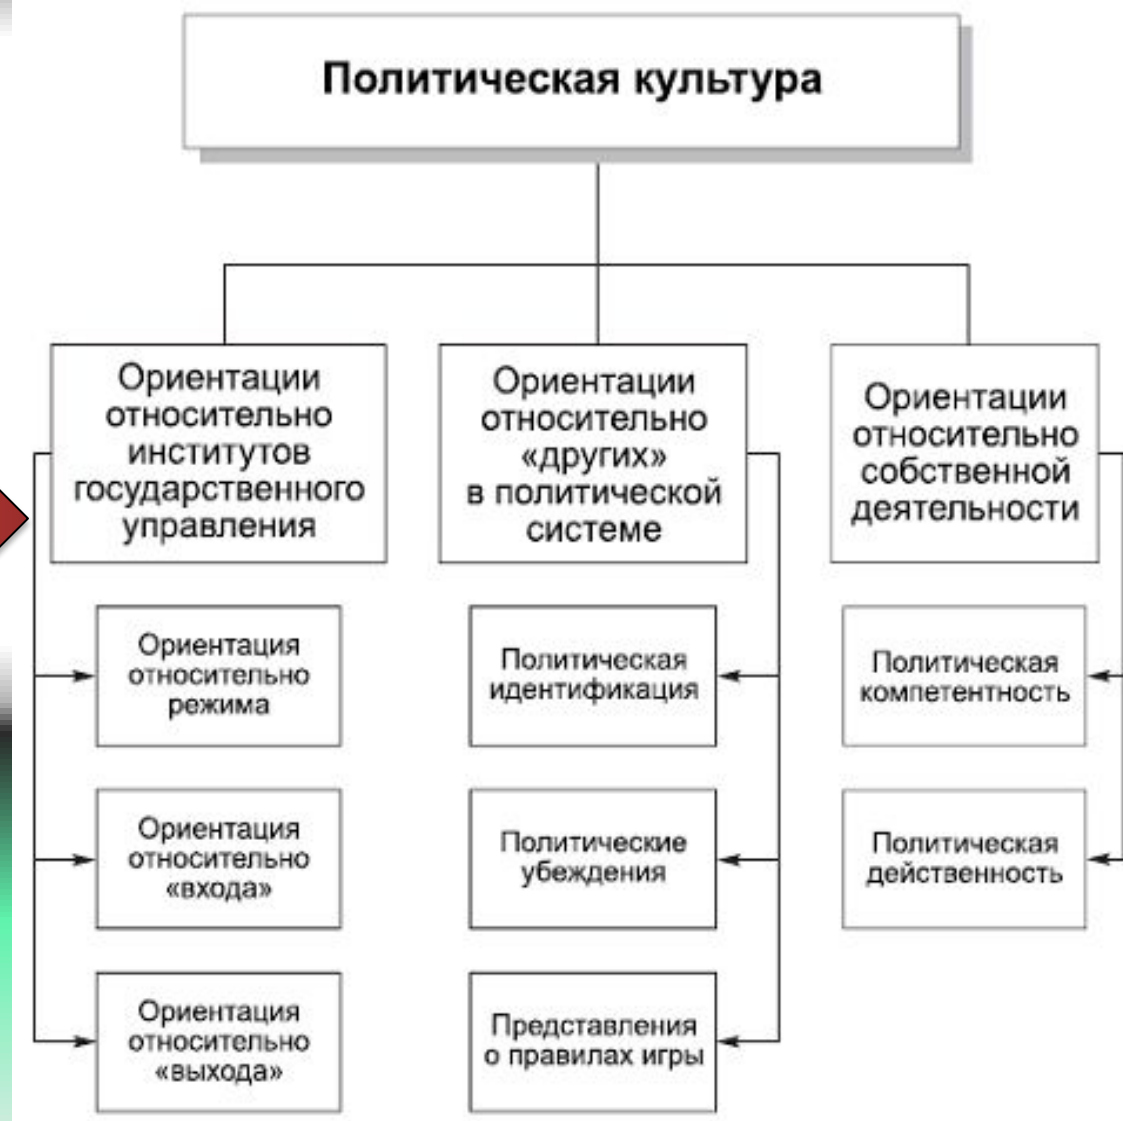 Политическая культура
Ориентации
относительно
институтов
государственного
управления
Ориентации
относительно
«других»
в политической
системе
Ориентации
относительно
собственной
деятельности
Ориентация
относительно
режима
Политическая
идентификация
Политическая
компетентность
Ориентация
относительно
«входа»
Политические
убеждения
Политическая
действенность
Ориентация
относительно
«выхода»
Представления
о правилах игры